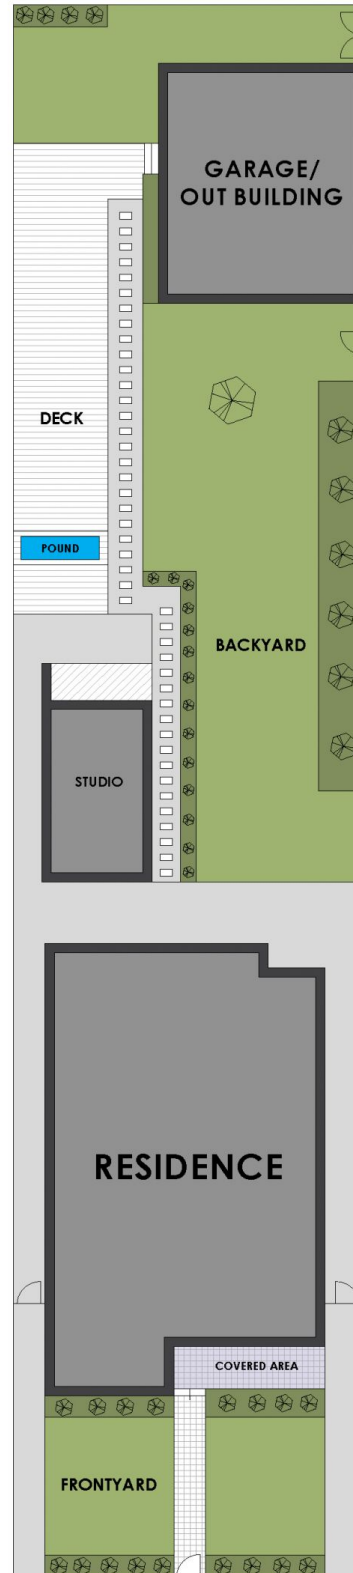 GARAGE/
OUT BUILDING
DECK
POUND
BACKYARD
STUDIO
RESIDENCE
COVERED AREA
FRONTYARD